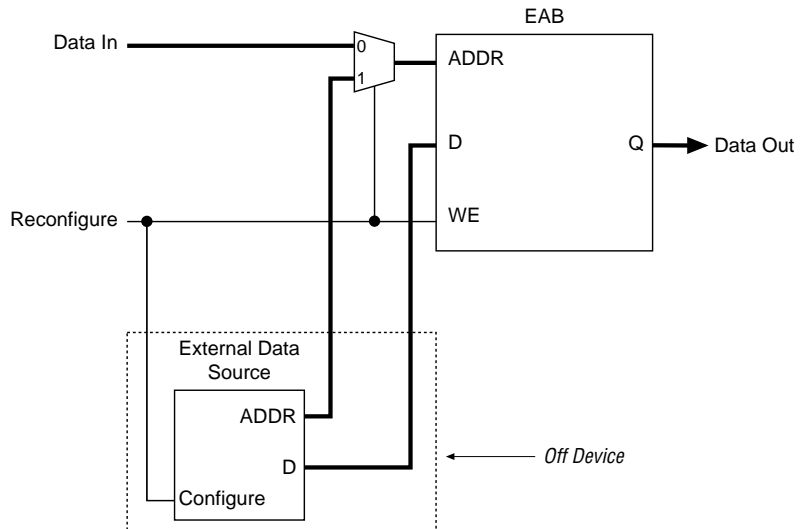 EAB
Data In
0
ADDR
1
D
Q
Data Out
Reconfigure
WE
External Data
Source
ADDR
D
Off Device
Configure